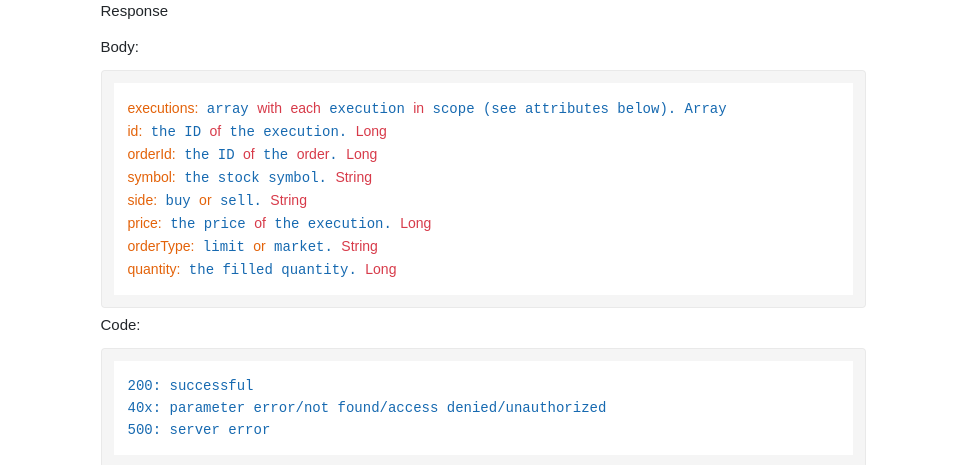 Response
Body:
executions: array with each execution in scope (see attributes below). Array
id: the ID of the execution. Long
orderId: the ID of the order. Long
symbol: the stock symbol. String
side: buy or sell. String
price: the price of the execution. Long
orderType: limit or market. String
quantity: the filled quantity. Long
Code:
200: successful
40x: parameter error/not found/access denied/unauthorized
500: server error